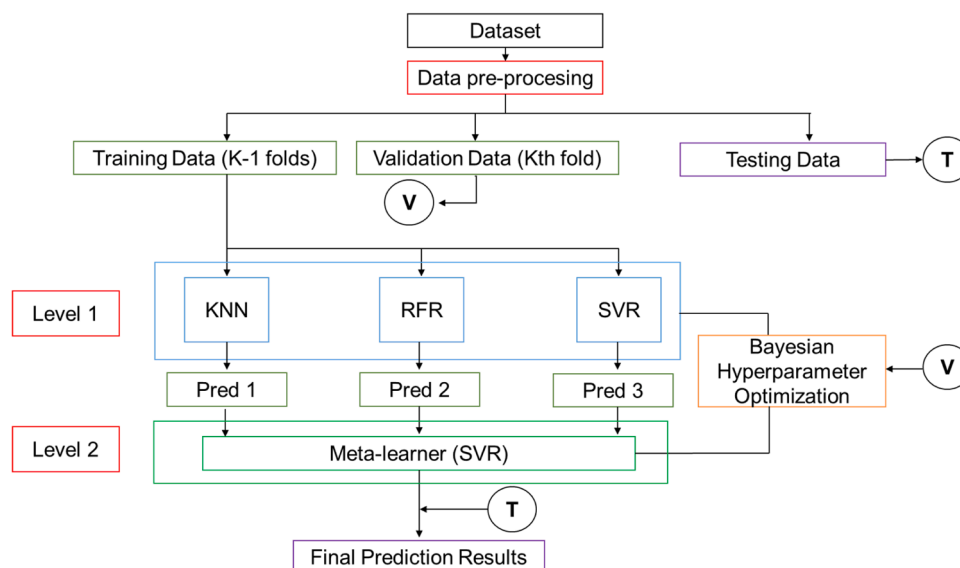 Dataset
Data pre-procesing
Training Data (K-1 folds)
Validation Data (Kth fold)
Testing Data
T
V
Level 1
KNN
RFR
SVR
Bayesian
Hyperparameter
Optimization
V
Pred 1
Pred 2
Pred 3
Level 2
Meta-learner (SVR)
T
Final Prediction Results